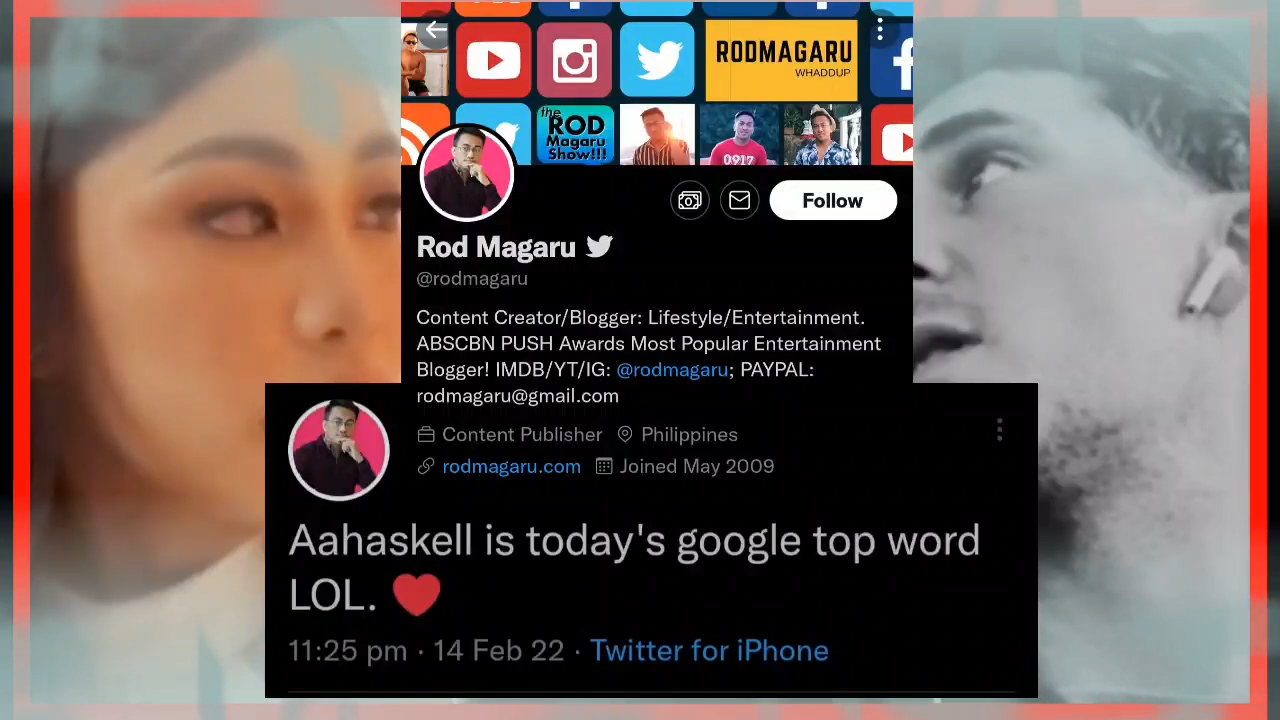 RODMAGARU
WHADDUP
the
ROD
Magaru
Show!!!
0917
Follow
Rod Magaru
@rodmagaru
Content Creator/Blogger: Lifestyle/Entertainment.
ABSCBN PUSH Awards Most Popular Entertainment
Blogger! IMDB/YT/IG: @rodmagaru; PAYPAL:
rodmagaru@gmail.com
Content Publisher Philippines
rodmagaru.com Joined May 2009
Aahaskell is today's google top word
LOL. ❤️
11:25 pm · 14 Feb 22 · Twitter for iPhone